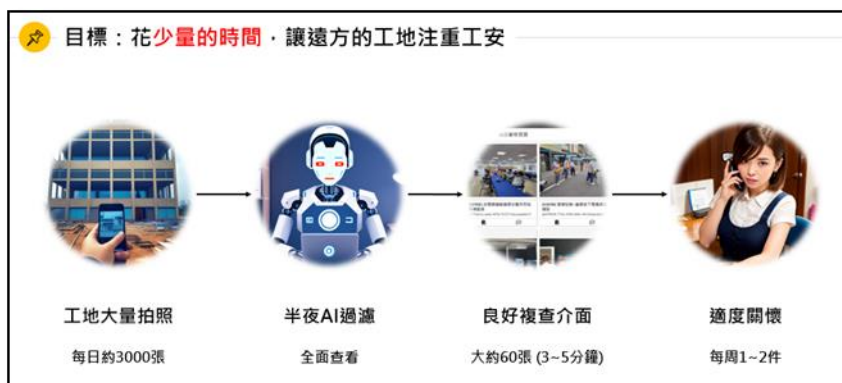 目標：花少量的時間，讓遠方的工地注重工安
工地大量拍照
半夜AI過濾
良好複查介面
適度關懷
每日約3000張
全面查看
大約60張 (3~5分鐘)
每周1~2件